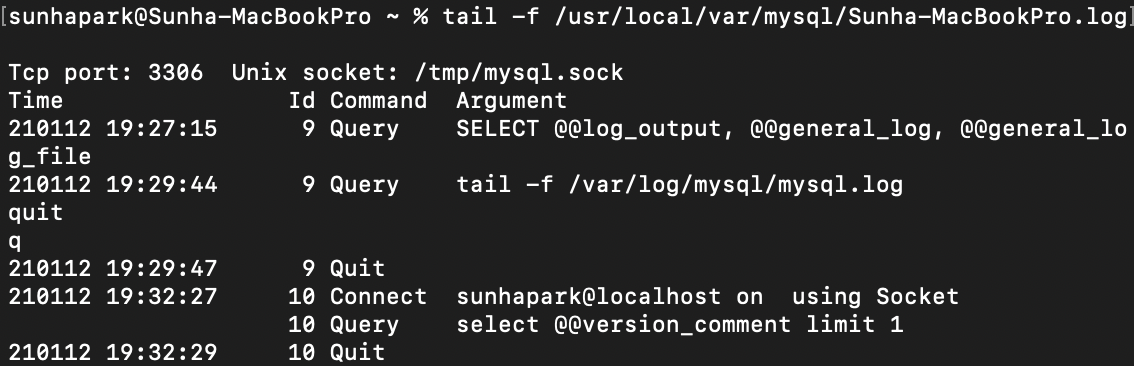 [sunhapark@Sunha-MacBookPro ~ % tail -f /usr/local/var/mysql/Sunha-MacBookPro.log]
Tcp port: 3306  Unix socket: /tmp/mysql.sock
Time                 Id Command  Argument
210112 19:27:15       9 Query    SELECT @@log_output, @@general_log, @@general_lo
g_file
210112 19:29:44       9 Query    tail -f /var/log/mysql/mysql.log
quit
q
210112 19:29:47       9 Quit
210112 19:32:27      10 Connect  sunhapark@localhost on  using Socket
                     10 Query    select @@version_comment limit 1
210112 19:32:29      10 Quit